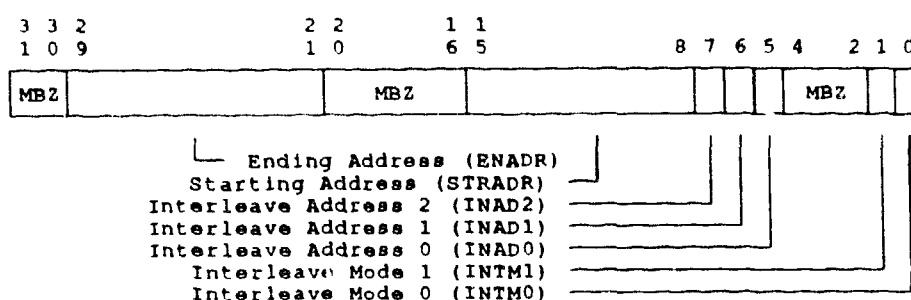 3 3 2 2 2 1 1
1 0 9 1 0 6 5 8 7 6 5 4 2 1 0
MBZ MBZ MBZ
Ending Address (ENADR)
Starting Address (STRADR)
Interleave Address 2 (INAD2)
Interleave Address 1 (INAD1)
Interleave Address 0 (INAD0)
Interleave Mode 1 (INTM1)
Interleave Mode 0 (INTM0)